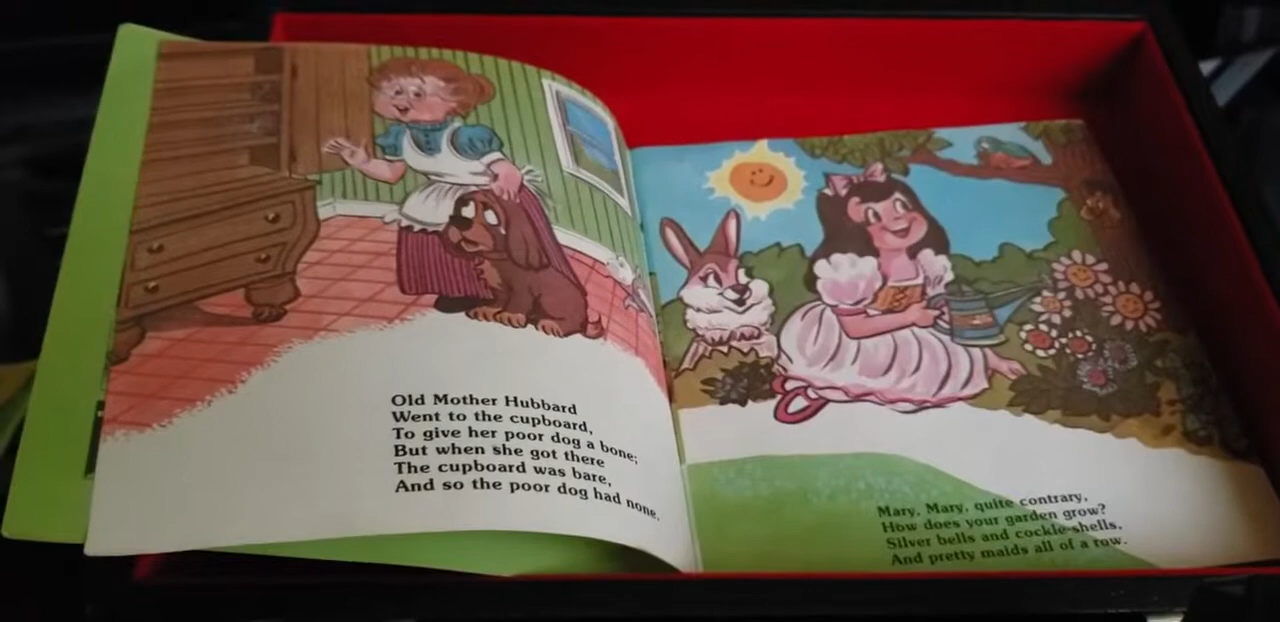 Old Mother Hubbard
Went to the cupboard,
To give her poor dog a bone;
But when she got there
The cupboard was bare,
And so the poor dog had none.
Mary, Mary, quite contrary,
How does your garden grow?
Silver bells and cockle-shells,
And pretty maids all of a row.